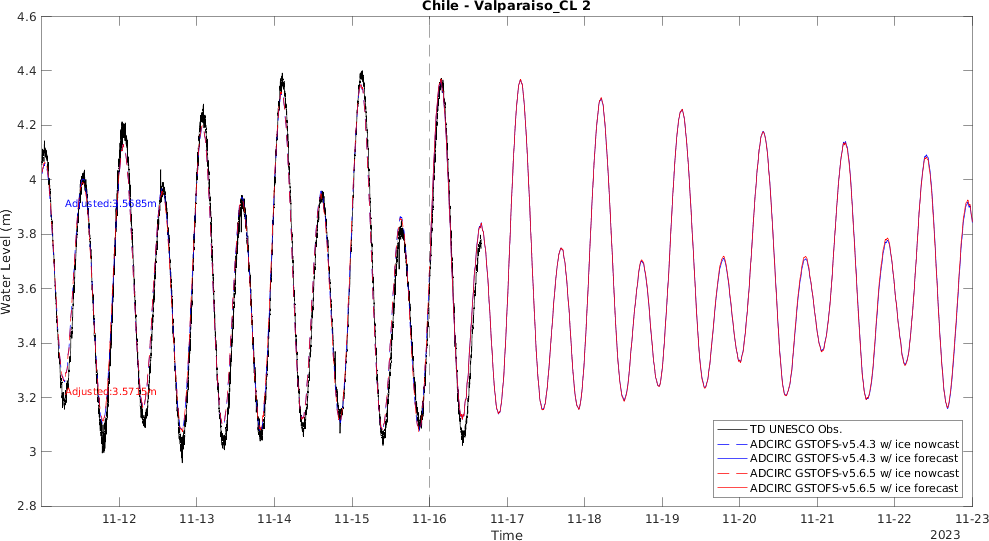 Chile - Valparaiso_CL 2
4.6
4.4
4.2
4
3.8
3.6
3.4
3.2
3
2.8
Water Level (m)
Adjusted:3.5685m
Adjusted:3.5735m
TD UNESCO Obs.
ADCIRC GSTOFS-v5.4.3 w/ ice nowcast
ADCIRC GSTOFS-v5.4.3 w/ ice forecast
ADCIRC GSTOFS-v5.6.5 w/ ice nowcast
ADCIRC GSTOFS-v5.6.5 w/ ice forecast
11-12 11-13 11-14 11-15 11-16 11-17 11-18 11-19 11-20 11-21 11-22 11-23
Time
2023